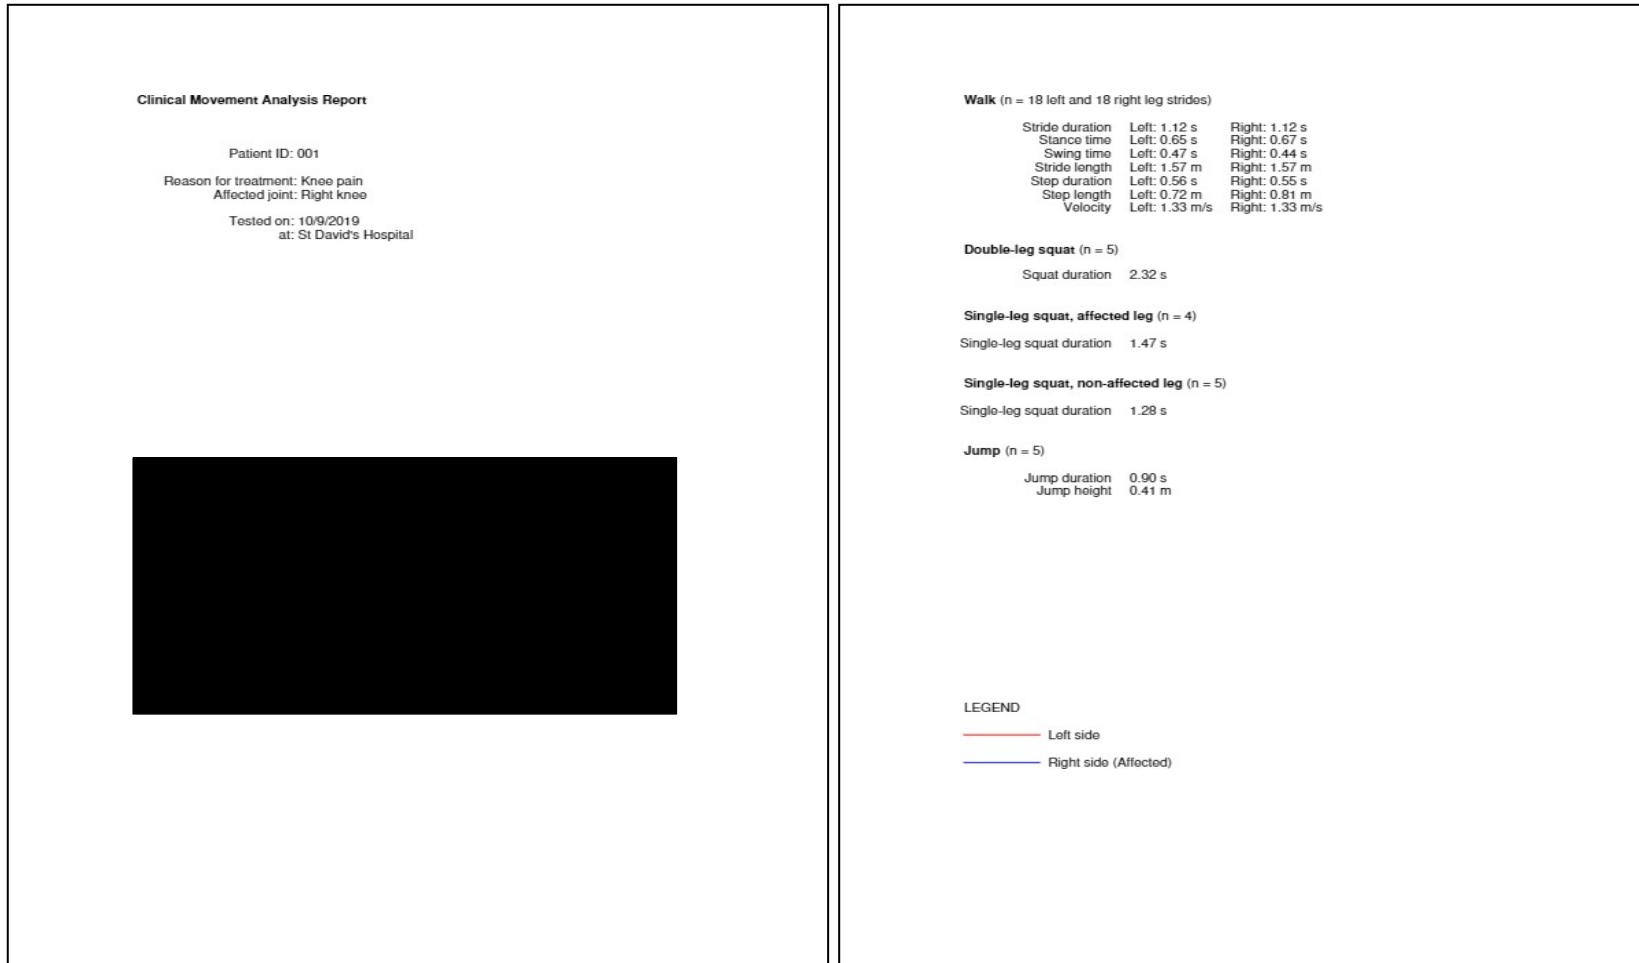 Clinical Movement Analysis Report
Patient ID: 001
Reason for treatment: Knee pain
Affected joint: Right knee
Tested on: 10/9/2019
at: St David's Hospital
Walk (n = 18 left and 18 right leg strides)
Stride duration Left: 1.12 s Right: 1.12 s
Stance time Left: 0.65 s Right: 0.67 s
Swing time Left: 0.47 s Right: 0.44 s
Stride length Left: 1.57 m Right: 1.57 m
Step duration Left: 0.56 s Right: 0.55 s
Step length Left: 0.72 m Right: 0.81 m
Velocity Left: 1.33 m/s Right: 1.33 m/s
Double-leg squat (n = 5)
Squat duration 2.32 s
Single-leg squat, affected leg (n = 4)
Single-leg squat duration 1.47 s
Single-leg squat, non-affected leg (n = 5)
Single-leg squat duration 1.28 s
Jump (n = 5)
Jump duration 0.90 s
Jump height 0.41 m
LEGEND
Left side
Right side (Affected)